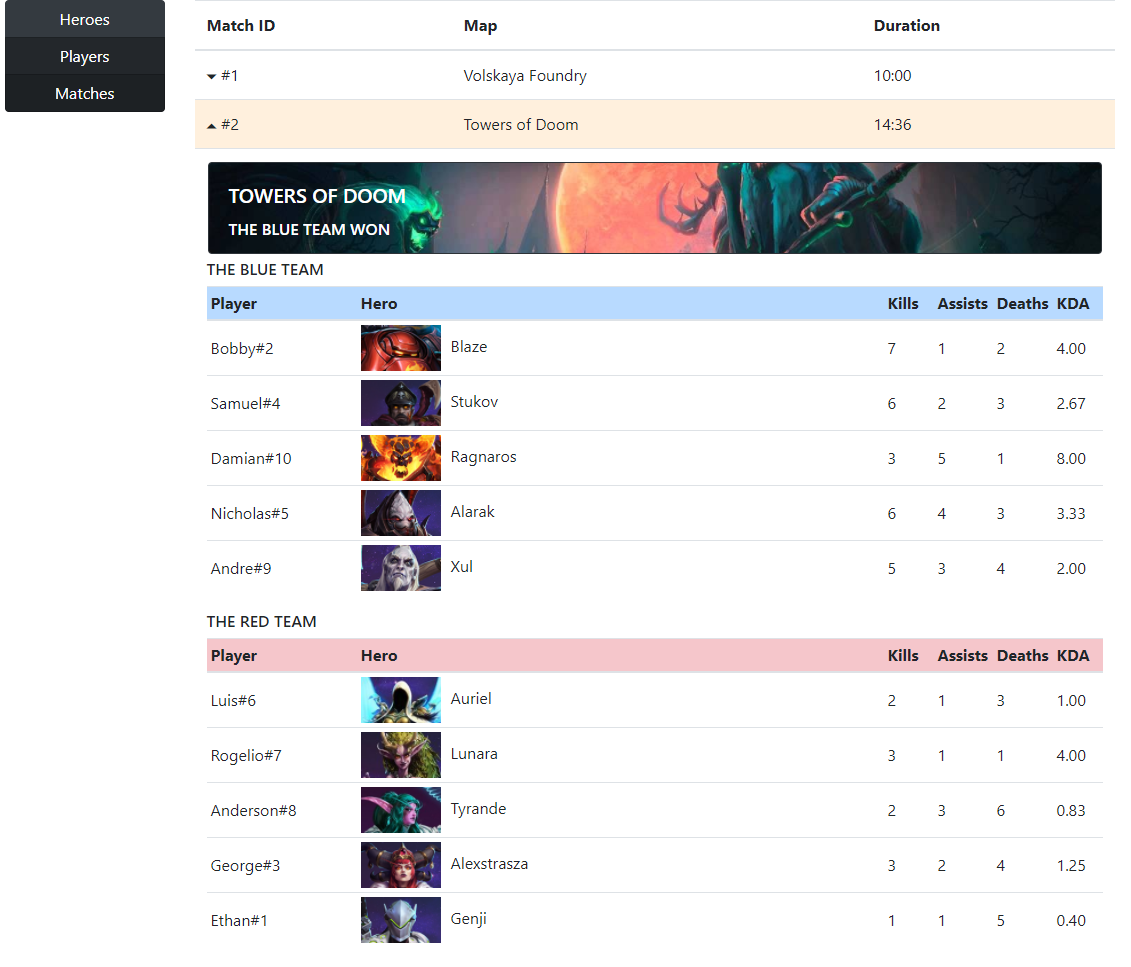 Heroes
Players
Matches
Match ID Map Duration
#1 Volskaya Foundry 10:00
#2 Towers of Doom 14:36
TOWERS OF DOOM
THE BLUE TEAM WON
THE BLUE TEAM
Player Hero Kills Assists Deaths KDA
Bobby#2 Blaze 7 1 2 4.00
Samuel#4 Stukov 6 2 3 2.67
Damian#10 Ragnaros 3 5 1 8.00
Nicholas#5 Alarak 6 4 3 3.33
Andre#9 Xul 5 3 4 2.00
THE RED TEAM
Player Hero Kills Assists Deaths KDA
Luis#6 Auriel 2 1 3 1.00
Rogelio#7 Lunara 3 1 1 4.00
Anderson#8 Tyrande 2 3 6 0.83
George#3 Alexstrasza 3 2 4 1.25
Ethan#1 Genji 1 1 5 0.40